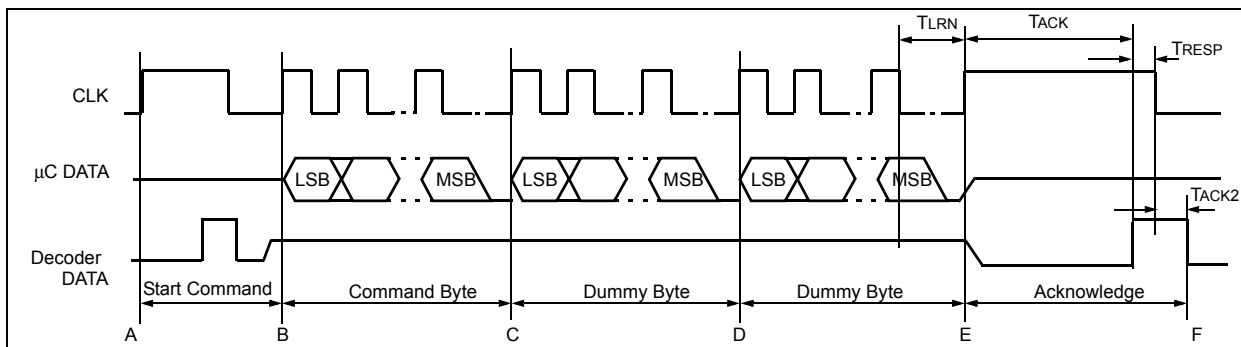 TLRN
TACK
TRESP
CLK
µC DATA
LSB
MSB
LSB
MSB
LSB
MSB
TACK2
Decoder
DATA
Start Command
Command Byte
Dummy Byte
Dummy Byte
Acknowledge
A
B
C
D
E
F